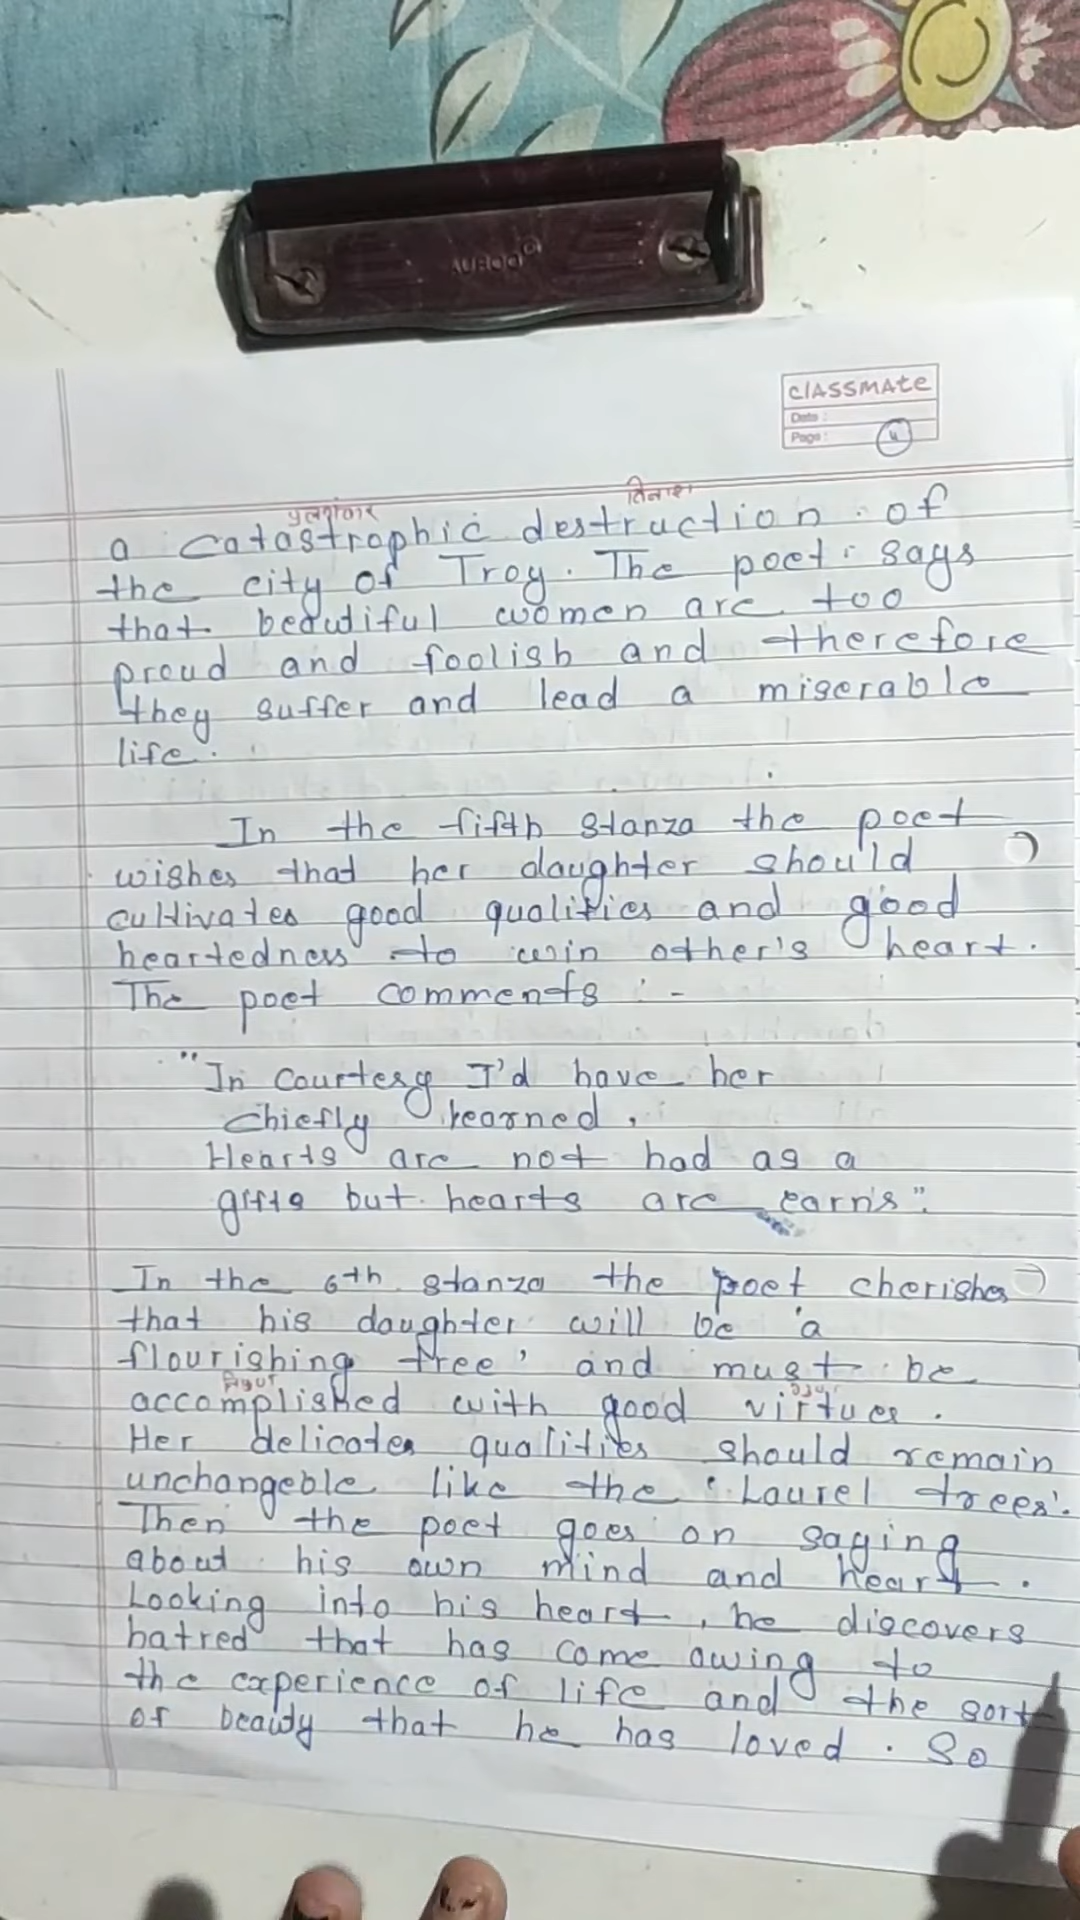 AUROO
CLASSMATE
Date :
Page : 4
प्रलयंकार विनाश
a catastrophic destruction of
the city of Troy. The poet says
that beautiful women are too
proud and foolish and therefore
they suffer and lead a miserable
life.
In the fifth stanza the poet
wishes that her daughter should
cultivates good qualities and good
heartedness to win other's heart.
The poet comments :-
"In courtesy I'd have her
chiefly learned,
Hearts are not had as a
gifts but hearts are earn's".
In the 6th stanza the poet cherishes
that his daughter will be 'a
flourishing tree' and must be
accomplished with good virtues.
Her delicates qualities should remain
unchangeble like the 'Laurel trees'.
Then the poet goes on saying
about his own mind and heart.
Looking into his heart, he discovers
hatred that has come owing to
the experience of life and the sort
of beauty that he has loved. So